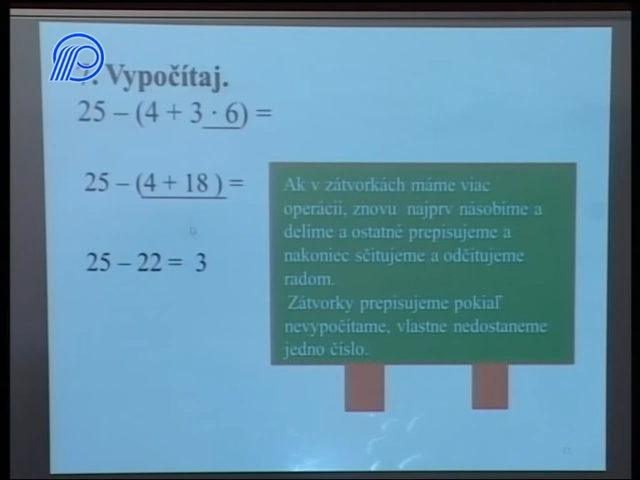 7. Vypočítaj.
25 – (4 + 3 · 6) =
25 – (4 + 18 ) =
25 – 22 = 3
Ak v zátvorkách máme viac
operácií, znovu najprv násobíme a
delíme a ostatné prepisujeme a
nakoniec sčitujeme a odčitujeme
radom.
Zátvorky prepisujeme pokiaľ
nevypočítame, vlastne nedostaneme
jedno číslo.